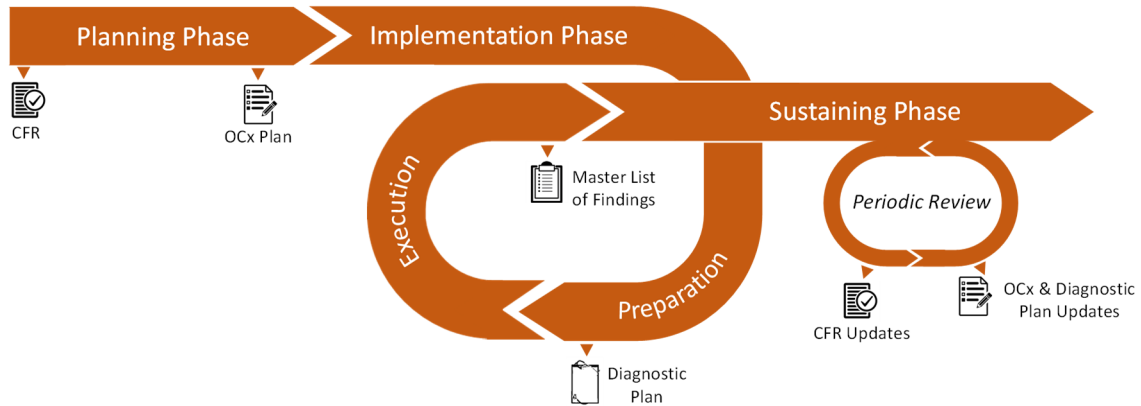 Planning Phase
Implementation Phase
CFR
OCx Plan
Sustaining Phase
Execution
Master List
of Findings
Preparation
Diagnostic
Plan
Periodic Review
CFR Updates
OCx & Diagnostic
Plan Updates